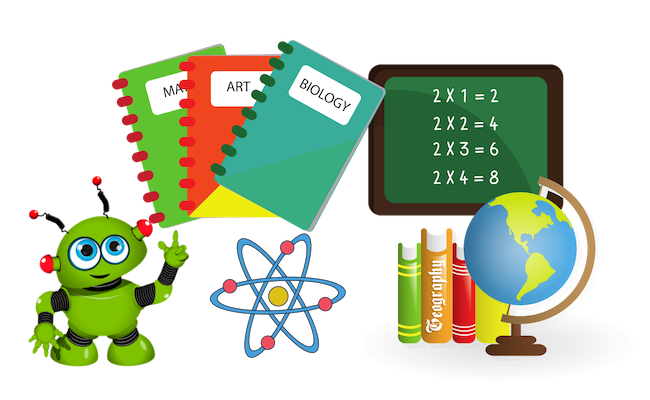 MA
ART
BIOLOGY
2 X 1 = 2
2 X 2 = 4
2 X 3 = 6
2 X 4 = 8
Geography